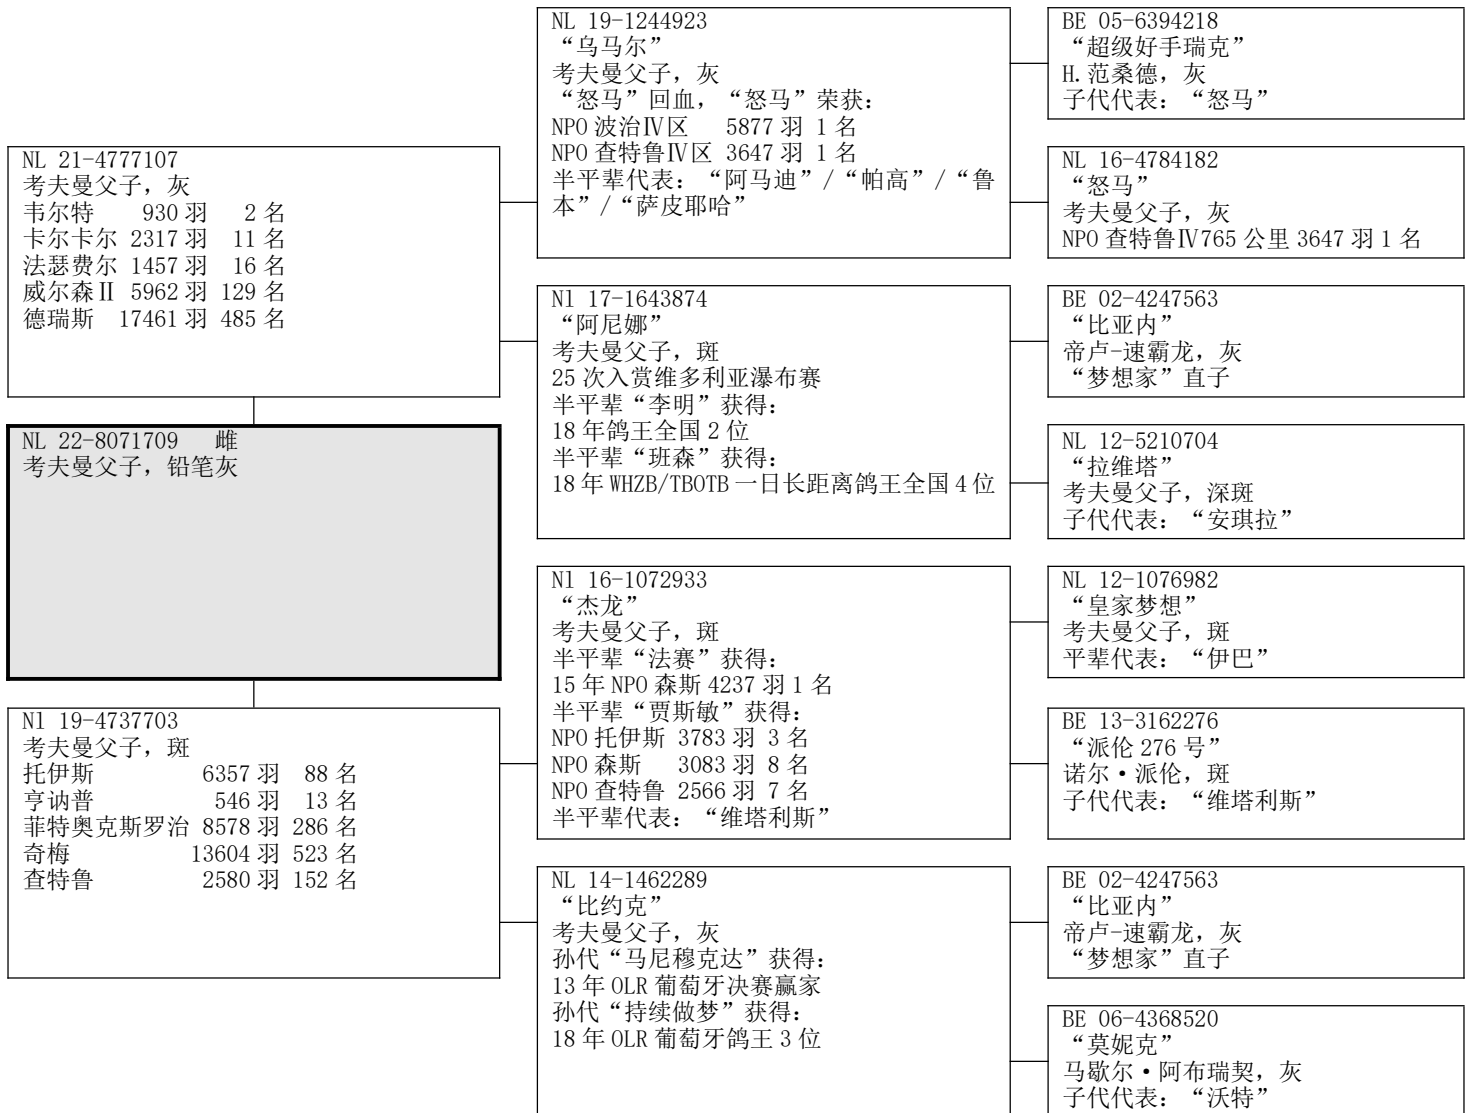 NL 21-4777107
考夫曼父子，灰
韦尔特 930 羽 2 名
卡尔卡尔 2317 羽 11 名
法瑟费尔 1457 羽 16 名
威尔森Ⅱ 5962 羽 129 名
德瑞斯 17461 羽 485 名
NL 22-8071709 雌
考夫曼父子，铅笔灰
Nl 19-4737703
考夫曼父子，斑
托伊斯 6357 羽 88 名
亨讷普 546 羽 13 名
菲特奥克斯罗治 8578 羽 286 名
奇梅 13604 羽 523 名
查特鲁 2580 羽 152 名
NL 19-1244923
“乌马尔”
考夫曼父子，灰
“怒马”回血，“怒马”荣获：
NPO 波治Ⅳ区 5877 羽 1 名
NPO 查特鲁Ⅳ区 3647 羽 1 名
半平辈代表：“阿马迪”/“帕高”/“鲁
本”/“萨皮耶哈”
Nl 17-1643874
“阿尼娜”
考夫曼父子，斑
25 次入赏维多利亚瀑布赛
半平辈“李明”获得：
18 年鸽王全国 2 位
半平辈“班森”获得：
18 年 WHZB/TBOTB 一日长距离鸽王全国 4 位
Nl 16-1072933
“杰龙”
考夫曼父子，斑
半平辈“法赛”获得：
15 年 NPO 森斯 4237 羽 1 名
半平辈“贾斯敏”获得：
NPO 托伊斯 3783 羽 3 名
NPO 森斯 3083 羽 8 名
NPO 查特鲁 2566 羽 7 名
半平辈代表：“维塔利斯”
NL 14-1462289
“比约克”
考夫曼父子，灰
孙代“马尼穆克达”获得：
13 年 OLR 葡萄牙决赛赢家
孙代“持续做梦”获得：
18 年 OLR 葡萄牙鸽王 3 位
BE 05-6394218
“超级好手瑞克”
H.范桑德，灰
子代代表：“怒马”
NL 16-4784182
“怒马”
考夫曼父子，灰
NPO 查特鲁Ⅳ765 公里 3647 羽 1 名
BE 02-4247563
“比亚内”
帝卢-速霸龙，灰
“梦想家”直子
NL 12-5210704
“拉维塔”
考夫曼父子，深斑
子代代表：“安琪拉”
NL 12-1076982
“皇家梦想”
考夫曼父子，斑
平辈代表：“伊巴”
BE 13-3162276
“派伦 276 号”
诺尔·派伦，斑
子代代表：“维塔利斯”
BE 02-4247563
“比亚内”
帝卢-速霸龙，灰
“梦想家”直子
BE 06-4368520
“莫妮克”
马歇尔·阿布瑞契，灰
子代代表：“沃特”